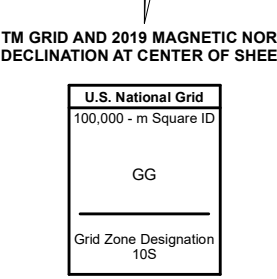 TM GRID AND 2019 MAGNETIC NOR
DECLINATION AT CENTER OF SHEE
U.S. National Grid
100,000 - m Square ID
GG
Grid Zone Designation
10S